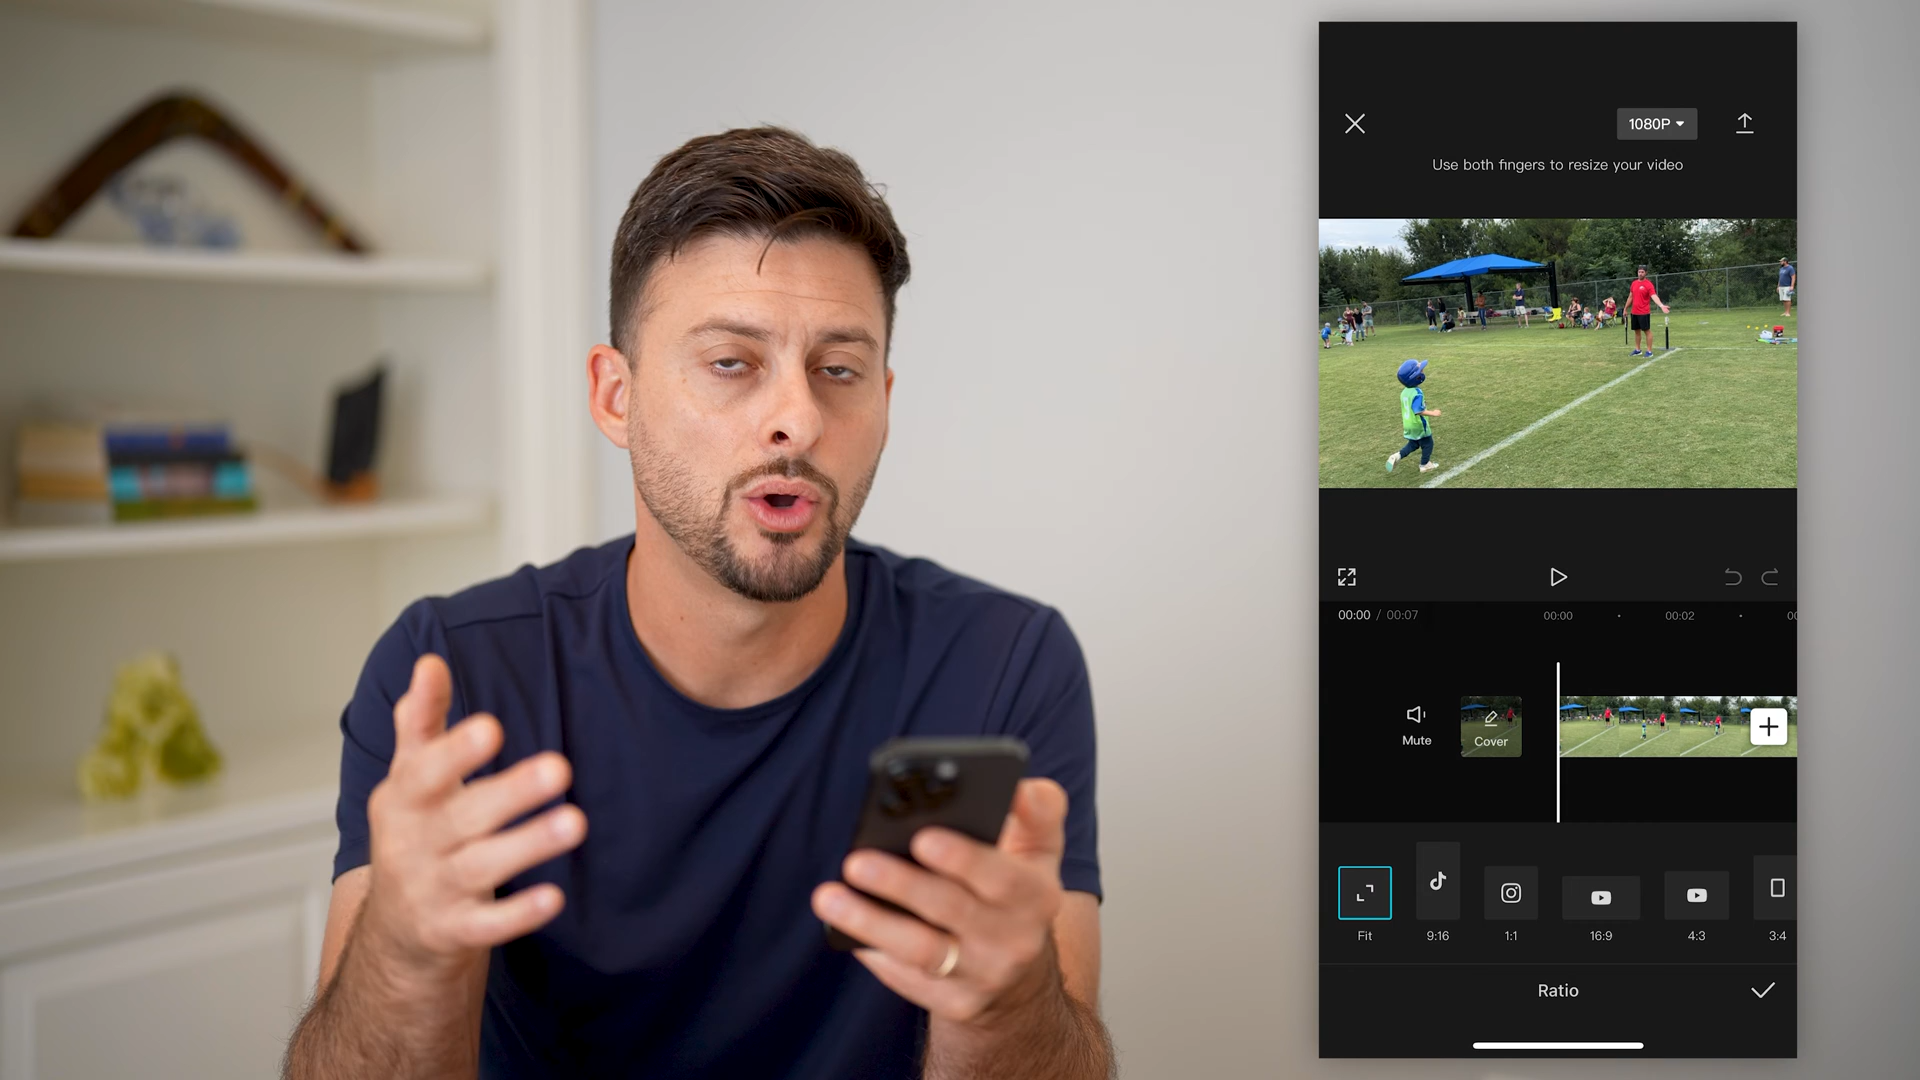 1080P
Use both fingers to resize your video
00:00 / 00:07
00:00
00:02
Mute
Cover
Fit
9:16
1:1
16:9
4:3
3:4
Ratio